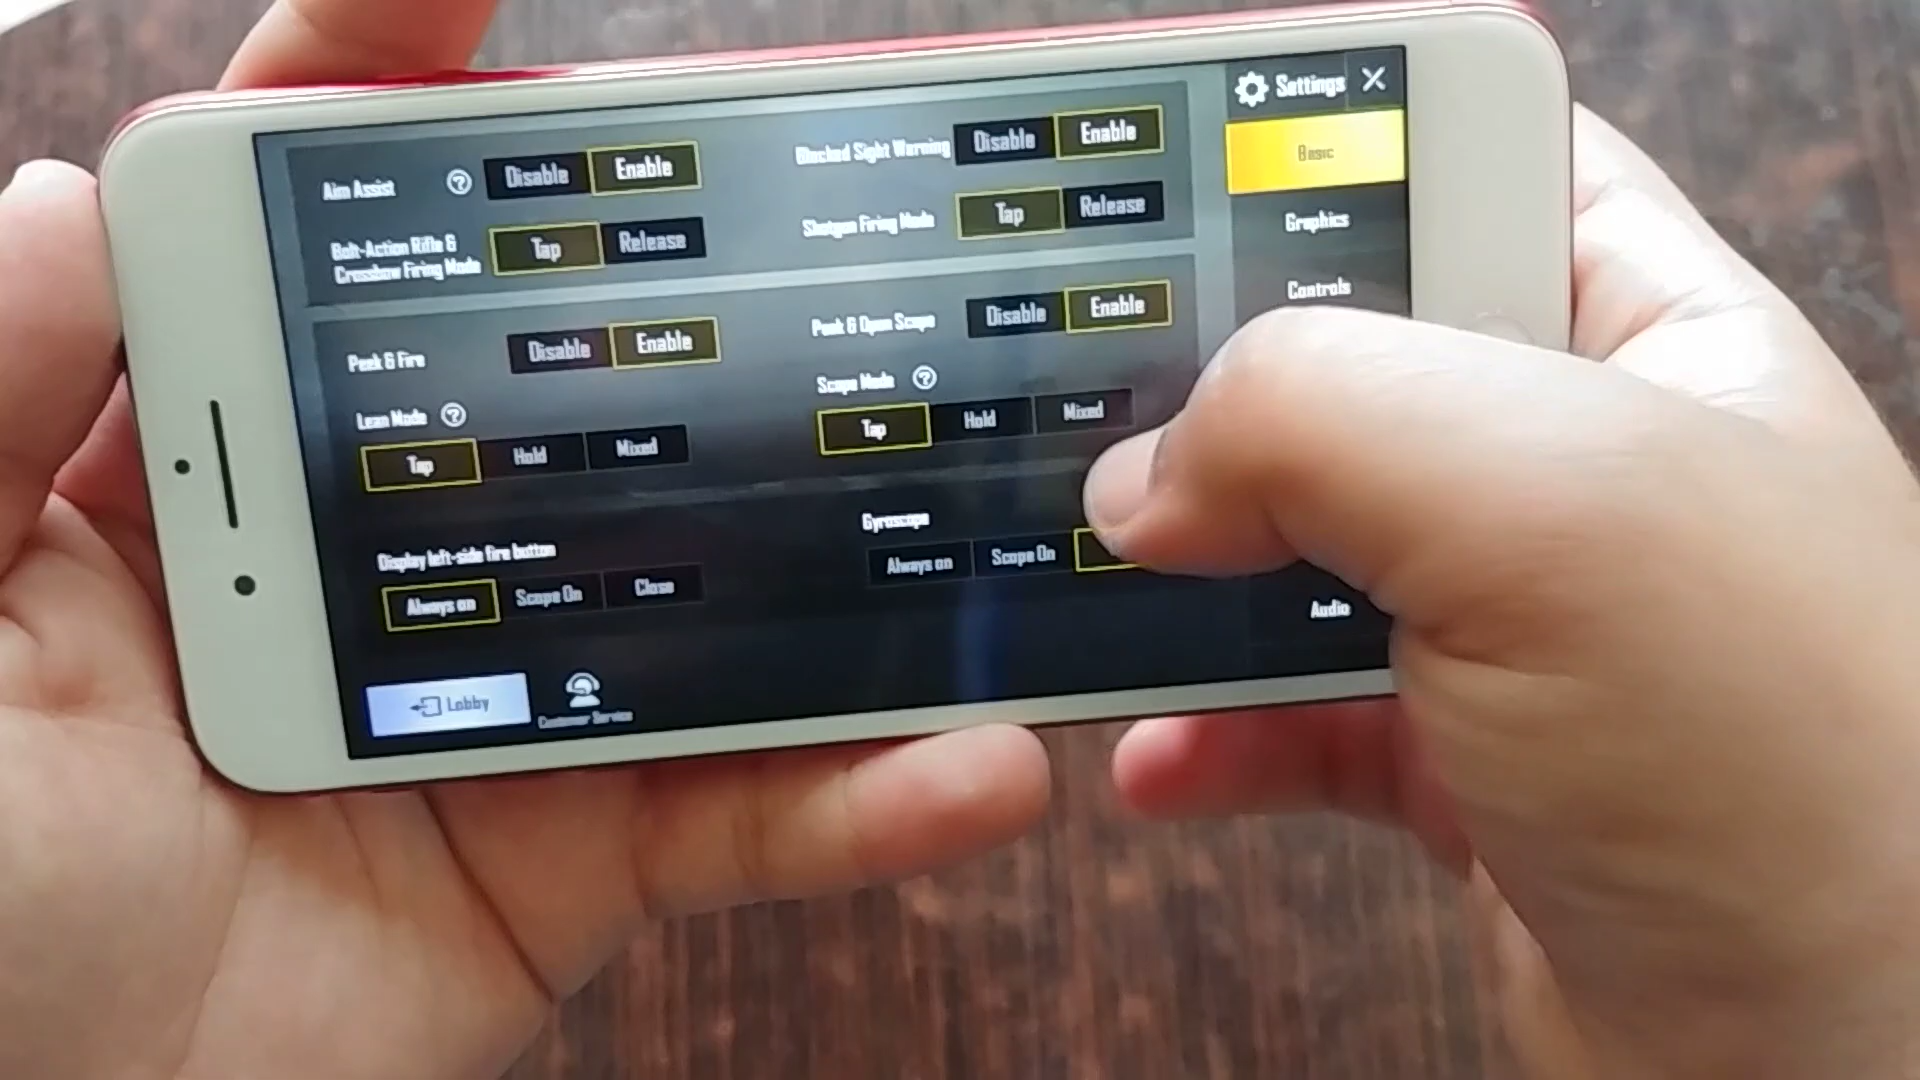 Settings
Basic
Graphics
Controls
Audio
Aim Assist ? Disable Enable
Blocked Sight Warning Disable Enable
Bolt-Action Rifle &
Crossbow Firing Mode Tap Release
Shotgun Firing Mode Tap Release
Peek & Fire Disable Enable
Peek & Open Scope Disable Enable
Lean Mode ?
Tap Hold Mixed
Scope Mode ?
Tap Hold Mixed
Display left-side fire button
Always on Scope On Close
Gyroscope
Always on Scope On
Lobby
Customer Service